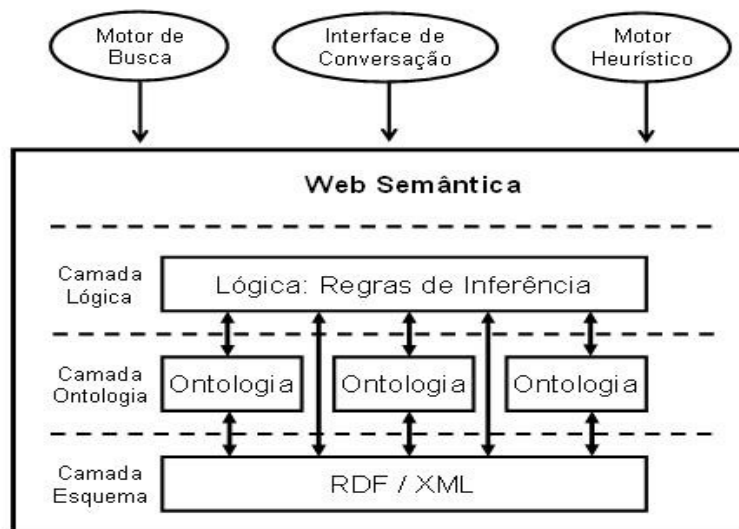 Motor de
Busca
Interface de
Conversação
Motor
Heurístico
Web Semântica
Camada
Lógica
Lógica: Regras de Inferência
Camada
Ontologia
Ontologia
Ontologia
Ontologia
Camada
Esquema
RDF / XML